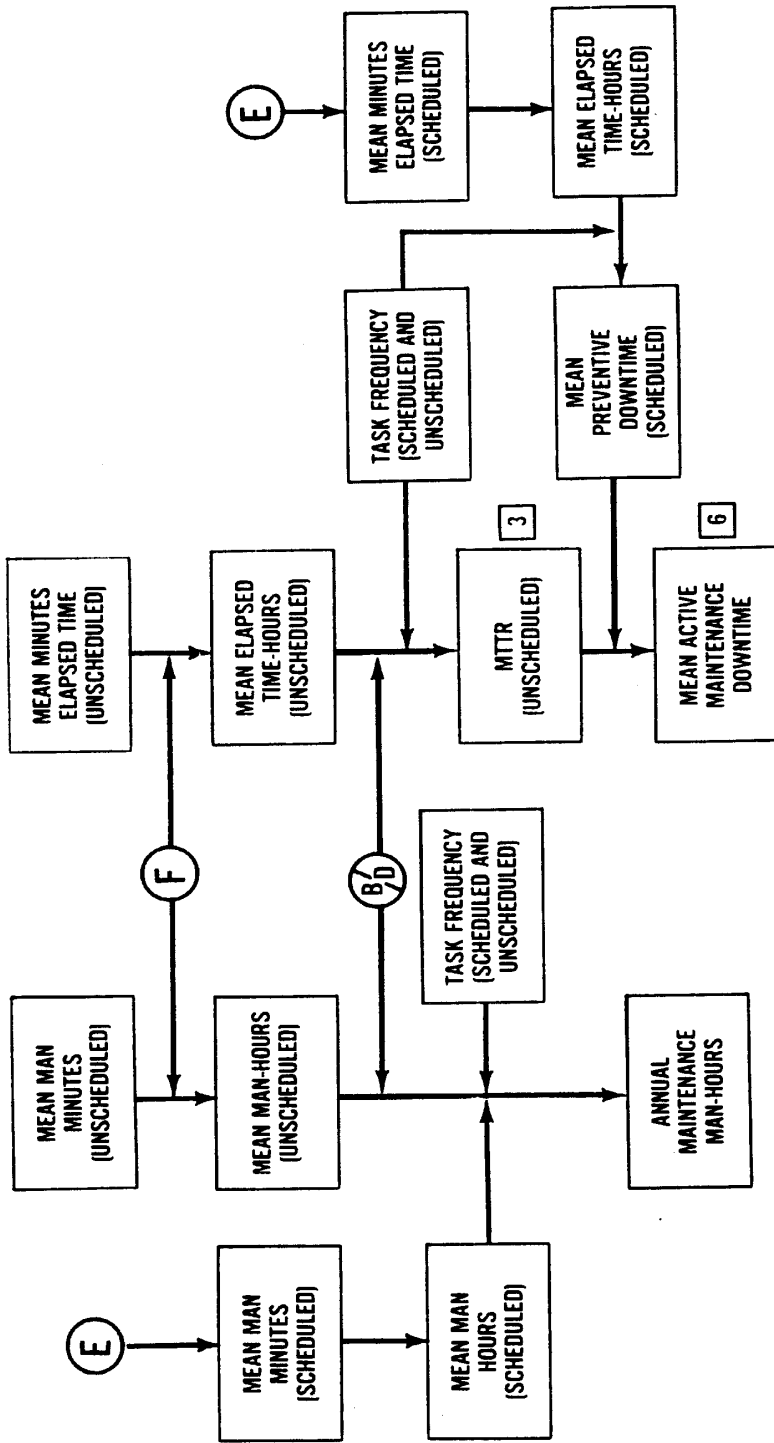 E
MEAN MAN
MINUTES
(SCHEDULED)
MEAN MAN
HOURS
(SCHEDULED)
MEAN MAN
MINUTES
(UNSCHEDULED)
MEAN MAN-HOURS
(UNSCHEDULED)
F
B/D
TASK FREQUENCY
(SCHEDULED AND
UNSCHEDULED)
ANNUAL
MAINTENANCE
MAN-HOURS
MEAN MINUTES
ELAPSED TIME
(UNSCHEDULED)
MEAN ELAPSED
TIME-HOURS
(UNSCHEDULED)
MTTR
(UNSCHEDULED)
3
MEAN ACTIVE
MAINTENANCE
DOWNTIME
6
TASK FREQUENCY
(SCHEDULED AND
UNSCHEDULED)
MEAN
PREVENTIVE
DOWNTIME
(SCHEDULED)
E
MEAN MINUTES
ELAPSED TIME
(SCHEDULED)
MEAN ELAPSED
TIME-HOURS
(SCHEDULED)